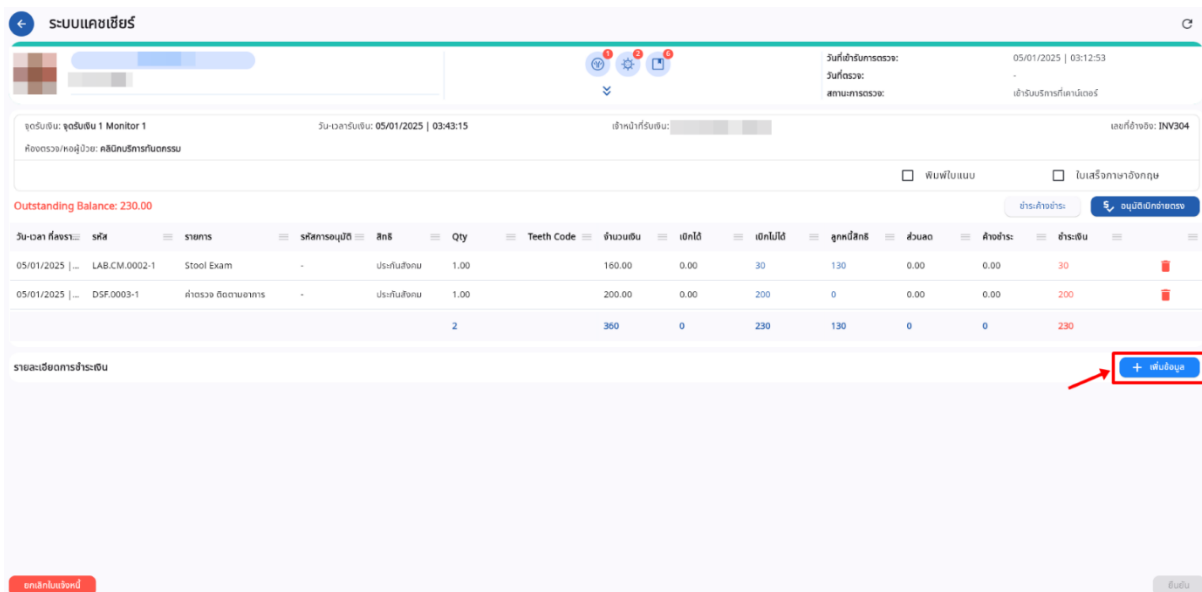 ระบบแคชเชียร์
1 2 6
วันที่เข้ารับการตรวจ: 05/01/2025 | 03:12:53
วันที่ตรวจ: -
สถานะการตรวจ: เข้ารับบริการที่เคาน์เตอร์
จุดรับเงิน: จุดรับเงิน 1 Monitor 1 วัน-เวลารับเงิน: 05/01/2025 | 03:43:15 เจ้าหน้าที่รับเงิน: เลขที่อ้างอิง: INV304
ห้องตรวจ/หอผู้ป่วย: คลินิกบริการทันตกรรม
พิมพ์ใบแนบ ใบเสร็จภาษาอังกฤษ
Outstanding Balance: 230.00 ชำระค้างชำระ อนุมัติเบิกจ่ายตรง
วัน-เวลา ที่ลงรา... รหัส รายการ รหัสการอนุมัติ สิทธิ Qty Teeth Code จำนวนเงิน เบิกได้ เบิกไม่ได้ ลูกหนี้สิทธิ ส่วนลด ค้างชำระ ชำระเงิน
05/01/2025 |... LAB.CM.0002-1 Stool Exam - ประกันสังคม 1.00 160.00 0.00 30 130 0.00 0.00 30
05/01/2025 |... DSF.0003-1 ค่าตรวจ ติดตามอาการ - ประกันสังคม 1.00 200.00 0.00 200 0 0.00 0.00 200
2 360 0 230 130 0 0 230
รายละเอียดการชำระเงิน + เพิ่มข้อมูล
ยกเลิกใบแจ้งหนี้ ยืนยัน